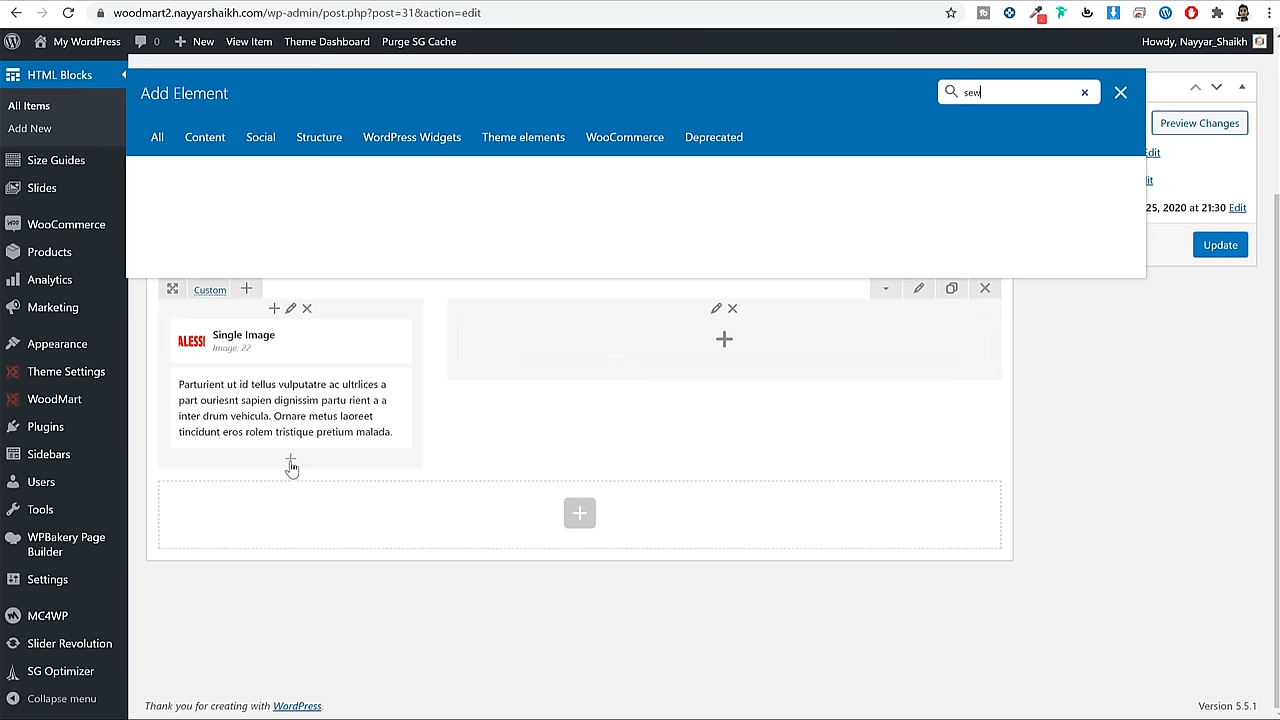 woodmart2.nayyarshaikh.com/wp-admin/post.php?post=31&action=edit
My WordPress 0 New View Item Theme Dashboard Purge SG Cache Howdy, Nayyar_Shaikh
HTML Blocks
All Items
Add New
Size Guides
Slides
WooCommerce
Products
Analytics
Marketing
Appearance
Theme Settings
WoodMart
Plugins
Sidebars
Users
Tools
WPBakery Page
Builder
Settings
MC4WP
Slider Revolution
SG Optimizer
Collapse menu
Add Element
sew
All Content Social Structure WordPress Widgets Theme elements WooCommerce Deprecated
Preview Changes
Edit
25, 2020 at 21:30 Edit
Update
Custom
ALESSI
Single Image
Image: 22
Parturient ut id tellus vulputatre ac ultrlices a
part ouriesnt sapien dignissim partu rient a a
inter drum vehicula. Ornare metus laoreet
tincidunt eros rolem tristique pretium malada.
Thank you for creating with WordPress.
Version 5.5.1